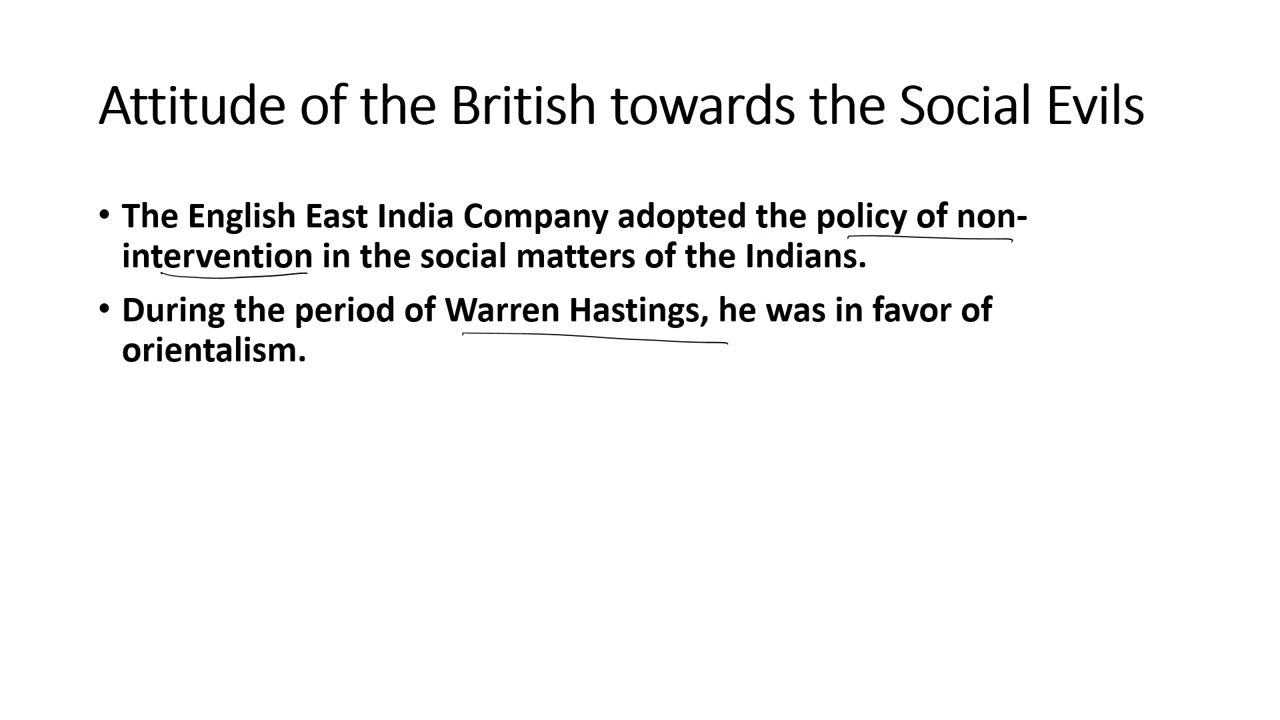 Attitude of the British towards the Social Evils
• The English East India Company adopted the policy of non-
intervention in the social matters of the Indians.
• During the period of Warren Hastings, he was in favor of
orientalism.